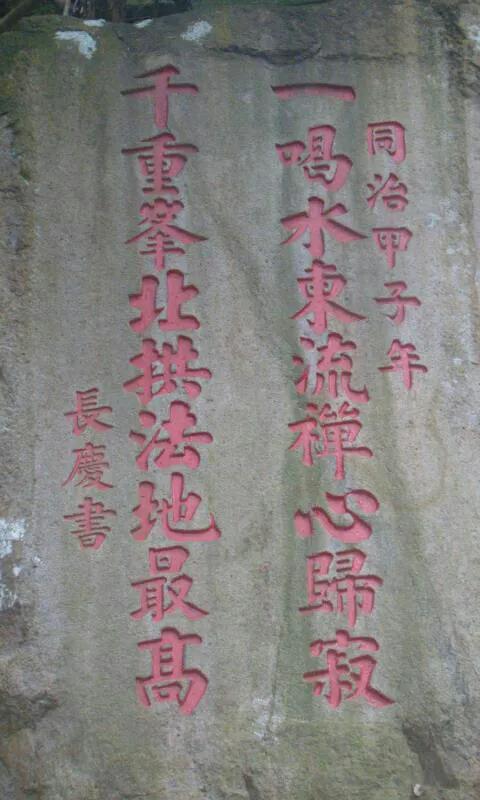 同治甲子年
一喝水東流禪心歸寂
千重峯北拱法地最髙
長慶書